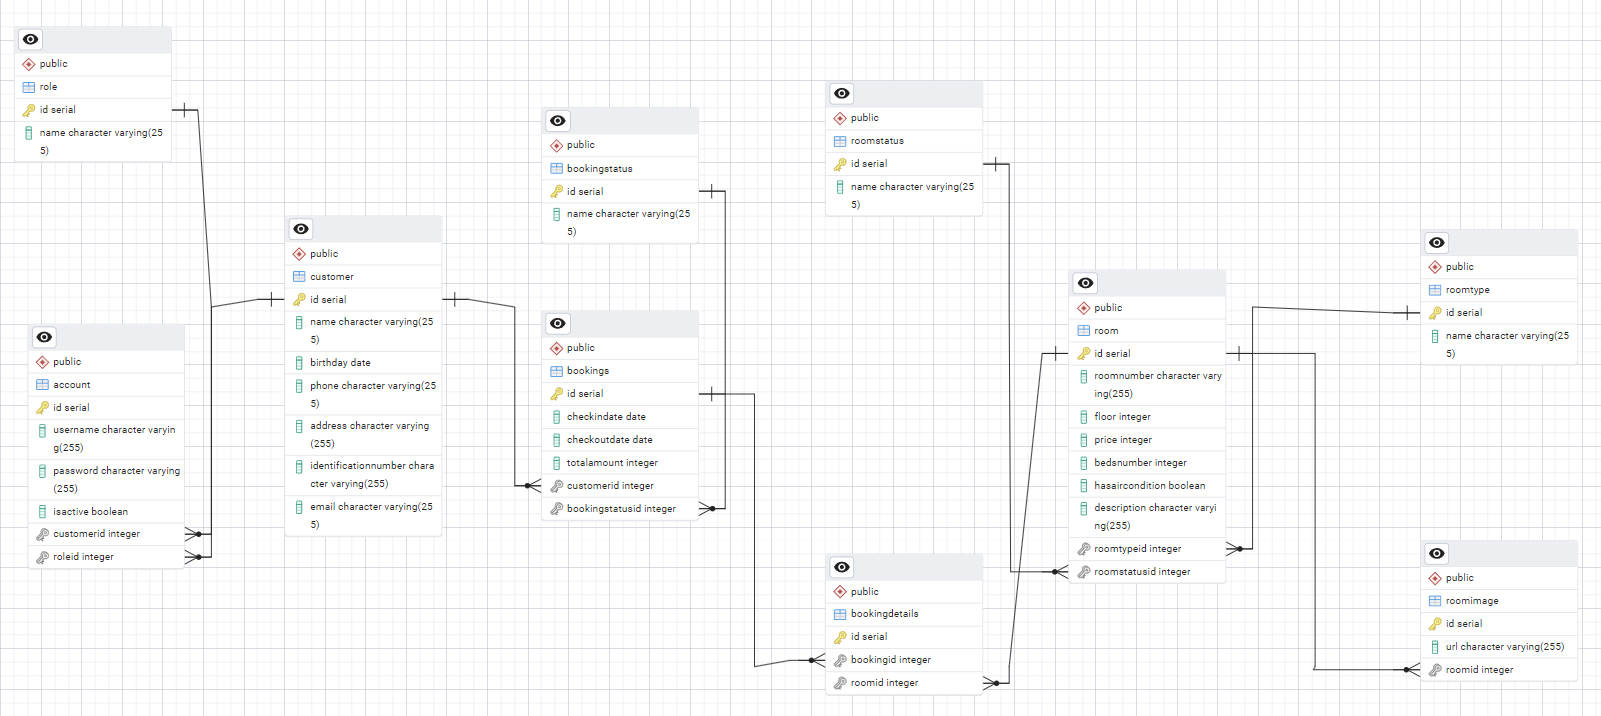 public
role
id serial
name character varying(25
5)
public
account
id serial
username character varyin
g(255)
password character varying
(255)
isactive boolean
customerid integer
roleid integer
public
customer
id serial
name character varying(25
5)
birthday date
phone character varying(25
5)
address character varying
(255)
identificationnumber chara
cter varying(255)
email character varying(25
5)
public
bookingstatus
id serial
name character varying(25
5)
public
bookings
id serial
checkindate date
checkoutdate date
totalamount integer
customerid integer
bookingstatusid integer
public
roomstatus
id serial
name character varying(25
5)
public
bookingdetails
id serial
bookingid integer
roomid integer
public
room
id serial
roomnumber character vary
ing(255)
floor integer
price integer
bedsnumber integer
hasaircondition boolean
description character varyi
ng(255)
roomtypeid integer
roomstatusid integer
public
roomtype
id serial
name character varying(25
5)
public
roomimage
id serial
url character varying(255)
roomid integer